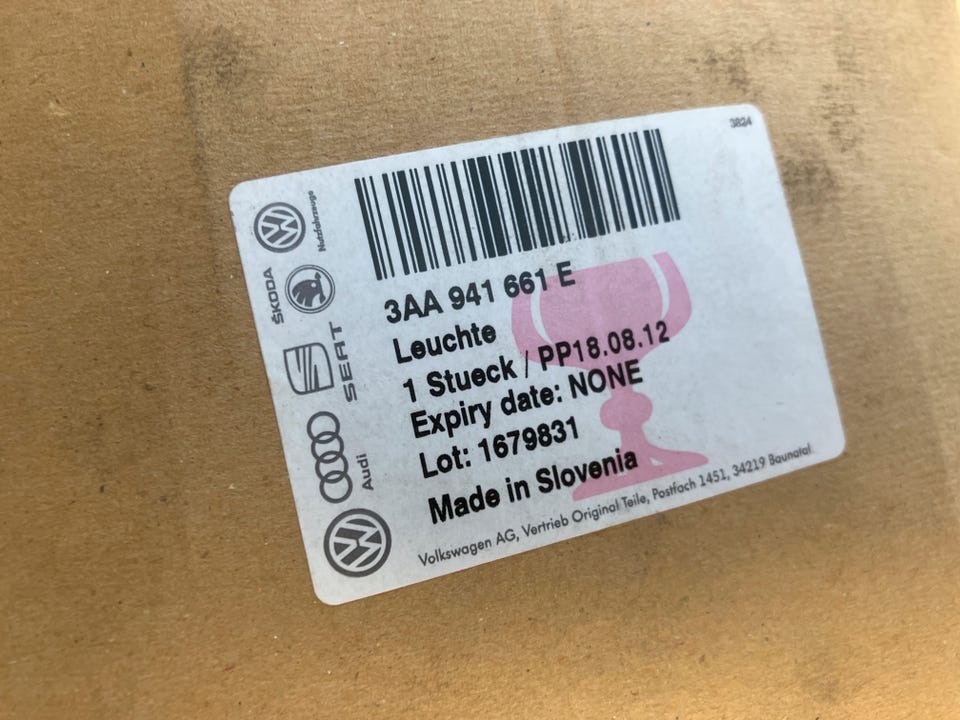 3824
Nutzfahrzeuge
ŠKODA
SEAT
Audi
3AA 941 661 E
Leuchte
1 Stueck / PP18.08.12
Expiry date: NONE
Lot: 1679831
Made in Slovenia
Volkswagen AG, Vertrieb Original Teile, Postfach 1451, 34219 Baunatal